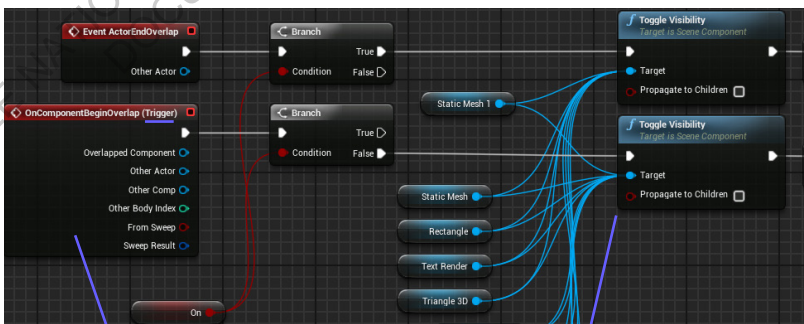 Event ActorEndOverlap
Other Actor
Branch
True
Condition
False
Toggle Visibility
Target is Scene Component
Target
Propagate to Children
Static Mesh 1
OnComponentBeginOverlap (Trigger)
Overlapped Component
Other Actor
Other Comp
Other Body Index
From Sweep
Sweep Result
Branch
True
Condition
False
Toggle Visibility
Target is Scene Component
Target
Propagate to Children
Static Mesh
Rectangle
Text Render
Triangle 3D
On